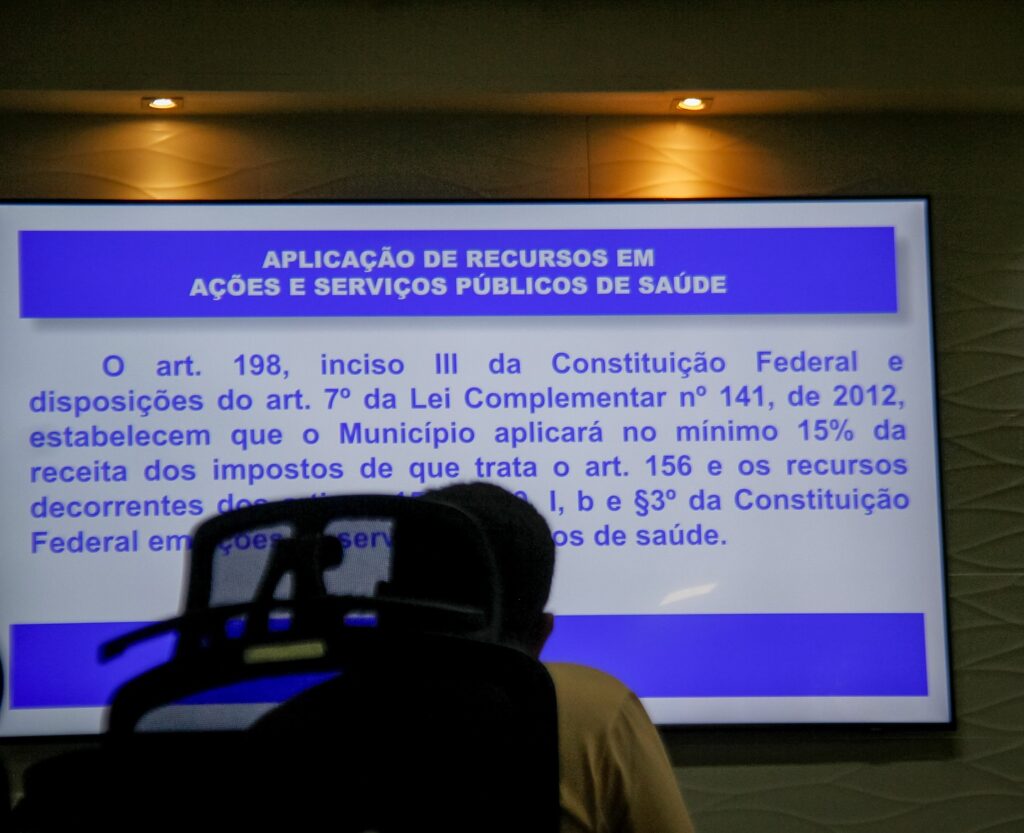 APLICAÇÃO DE RECURSOS EM
AÇÕES E SERVIÇOS PÚBLICOS DE SAÚDE
O art. 198, inciso III da Constituição Federal e
disposições do art. 7º da Lei Complementar nº 141, de 2012,
estabelecem que o Município aplicará no mínimo 15% da
receita dos impostos de que trata o art. 156 e os recursos
decorrentes I, b e §3º da Constituição
Federal em de saúde.